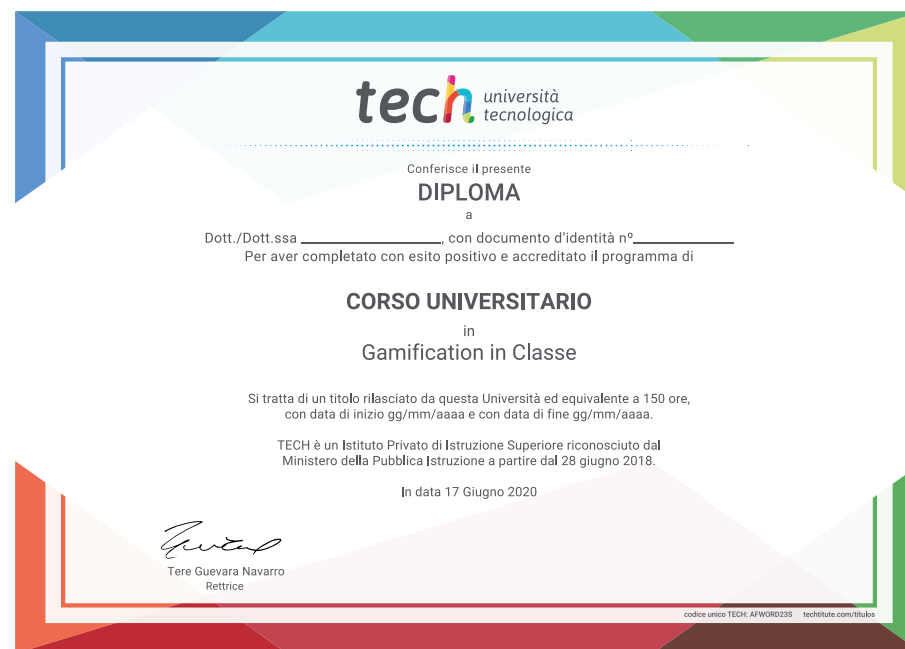 tech università
tecnologica
Conferisce il presente
DIPLOMA
a
Dott./Dott.ssa ____________________, con documento d'identità nº______________
Per aver completato con esito positivo e accreditato il programma di
CORSO UNIVERSITARIO
in
Gamification in Classe
Si tratta di un titolo rilasciato da questa Università ed equivalente a 150 ore,
con data di inizio gg/mm/aaaa e con data di fine gg/mm/aaaa.
TECH è un Istituto Privato di Istruzione Superiore riconosciuto dal
Ministero della Pubblica Istruzione a partire dal 28 giugno 2018.
In data 17 Giugno 2020
Tere Guevara Navarro
Rettrice
codice unico TECH: AFWORD23S techtitute.com/títulos